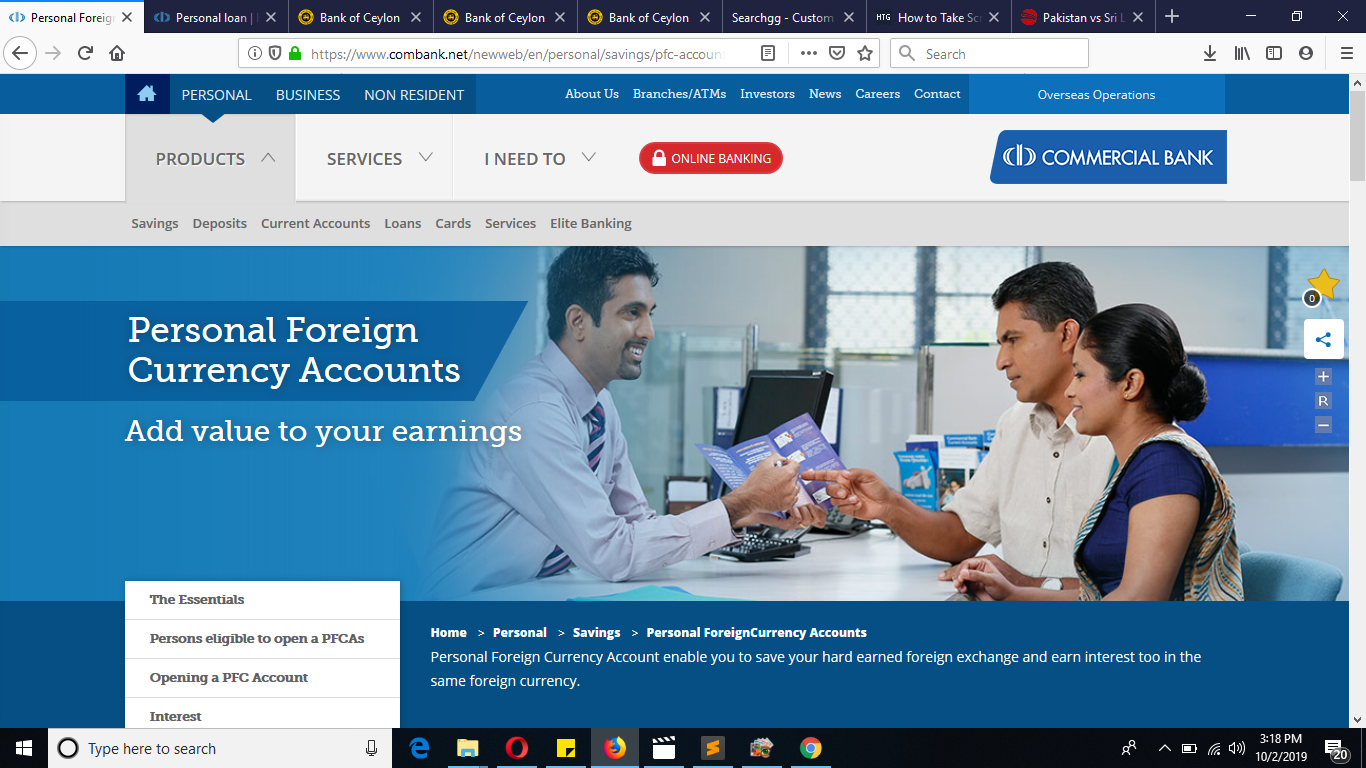 Personal Foreig
Personal loan |
Bank of Ceylon
Bank of Ceylon
Bank of Ceylon
Searchgg - Custom
HTG How to Take Sc
Pakistan vs Sri L
https://www.combank.net/newweb/en/personal/savings/pfc-accoun
Search
PERSONAL BUSINESS NON RESIDENT
About Us Branches/ATMs Investors News Careers Contact
Overseas Operations
PRODUCTS SERVICES I NEED TO
ONLINE BANKING
COMMERCIAL BANK
Savings Deposits Current Accounts Loans Cards Services Elite Banking
0
Personal Foreign
Currency Accounts
Add value to your earnings
+
R
−
The Essentials
Persons eligible to open a PFCAs
Opening a PFC Account
Interest
Home > Personal > Savings > Personal ForeignCurrency Accounts
Personal Foreign Currency Account enable you to save your hard earned foreign exchange and earn interest too in the
same foreign currency.
Type here to search
3:18 PM
10/2/2019
20